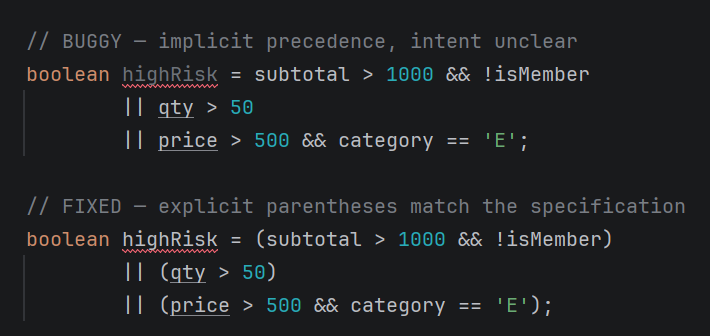 // BUGGY — implicit precedence, intent unclear
boolean highRisk = subtotal > 1000 && !isMember
|| qty > 50
|| price > 500 && category == 'E';
// FIXED — explicit parentheses match the specification
boolean highRisk = (subtotal > 1000 && !isMember)
|| (qty > 50)
|| (price > 500 && category == 'E');